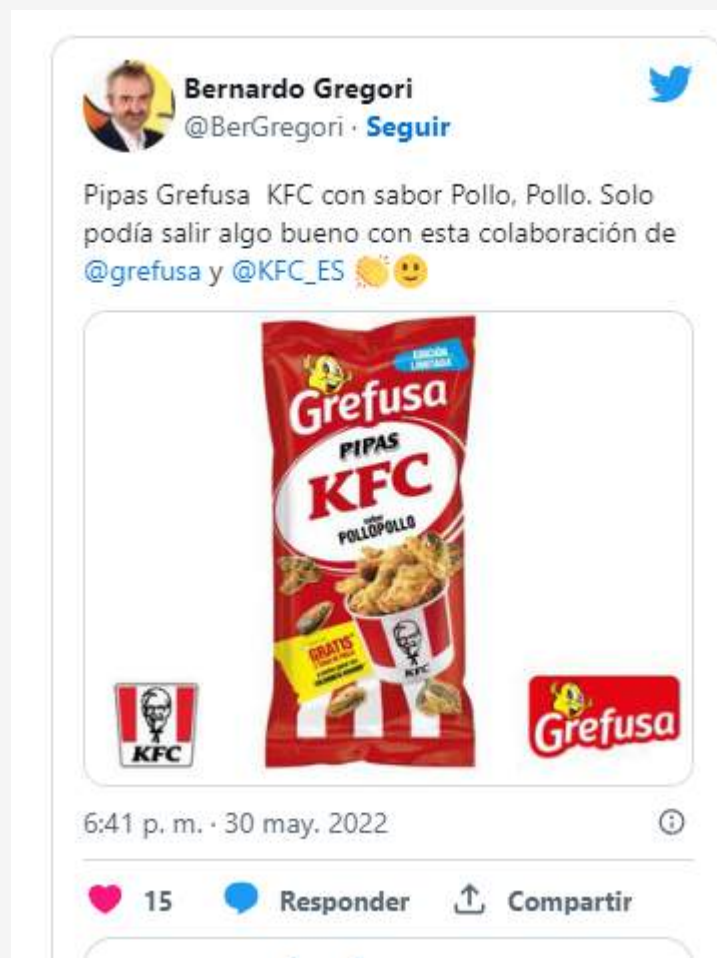 Bernardo Gregori
@BerGregori · Seguir
Pipas Grefusa  KFC con sabor Pollo, Pollo. Solo
podía salir algo bueno con esta colaboración de
@grefusa y @KFC_ES 👏🙂
EDICIÓN
LIMITADA
Grefusa
PIPAS
KFC
sabor
POLLOPOLLO
GRATIS*
KFC
KFC
Grefusa
6:41 p. m. · 30 may. 2022
15 Responder Compartir